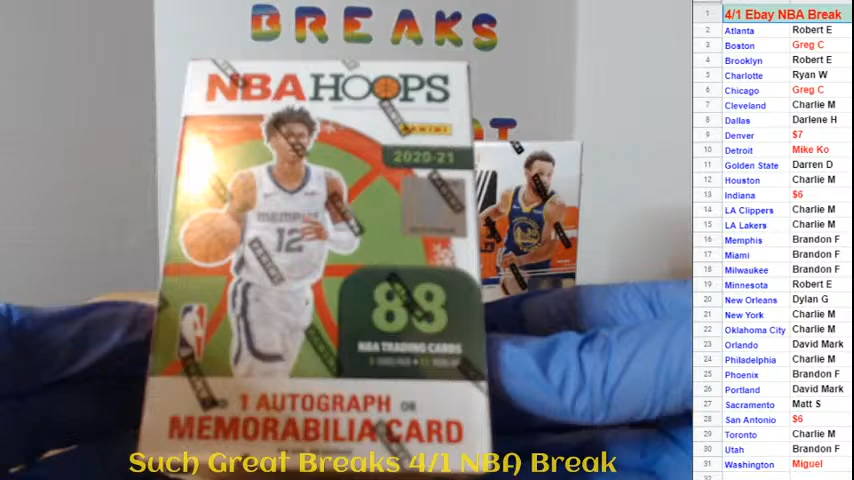 BREAKS
NBA HOOPS
PANINI
2020-21
MEMPHIS
12
88
NBA TRADING CARDS
1 AUTOGRAPH OR
MEMORABILIA CARD
Such Great Breaks 4/1 NBA Break
1 4/1 Ebay NBA Break
2 Atlanta Robert E
3 Boston Greg C
4 Brooklyn Robert E
5 Charlotte Ryan W
6 Chicago Greg C
7 Cleveland Charlie M
8 Dallas Darlene H
9 Denver $7
10 Detroit Mike Ko
11 Golden State Darren D
12 Houston Charlie M
13 Indiana $6
14 LA Clippers Charlie M
15 LA Lakers Charlie M
16 Memphis Brandon F
17 Miami Brandon F
18 Milwaukee Brandon F
19 Minnesota Robert E
20 New Orleans Dylan G
21 New York Charlie M
22 Oklahoma City Charlie M
23 Orlando David Mark
24 Philadelphia Charlie M
25 Phoenix Brandon F
26 Portland David Mark
27 Sacramento Matt S
28 San Antonio $6
29 Toronto Charlie M
30 Utah Brandon F
31 Washington Miguel